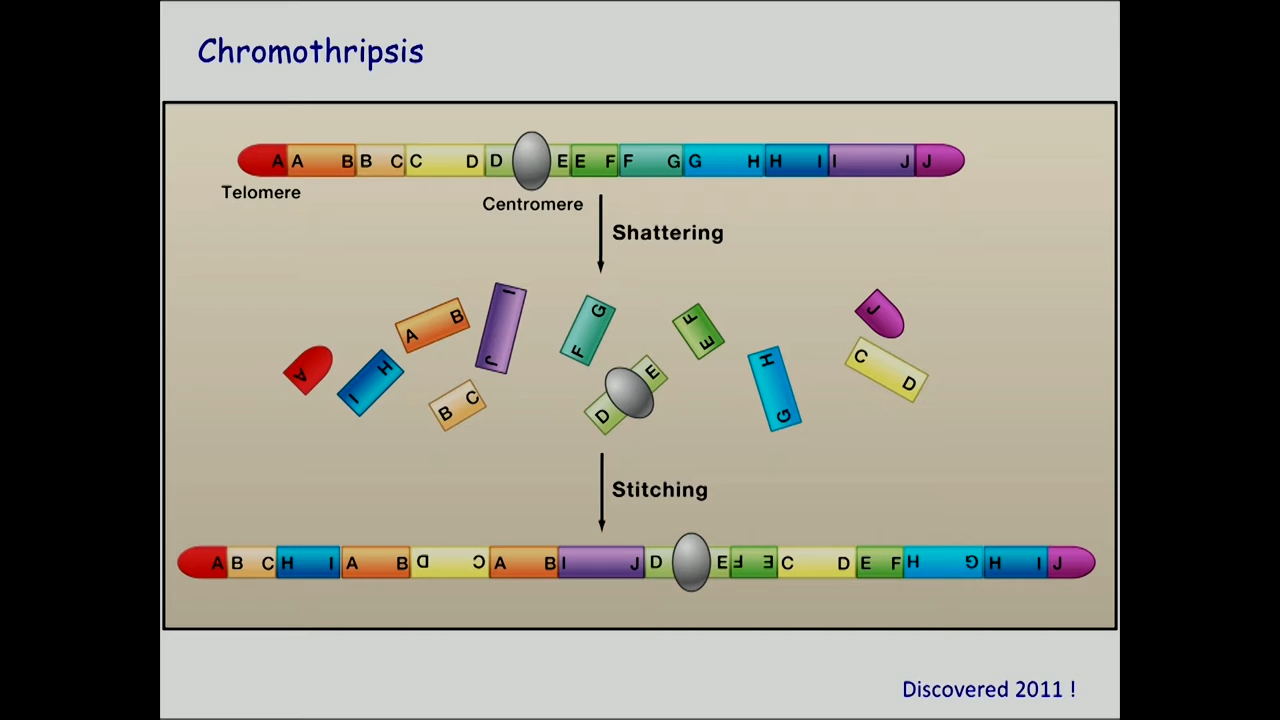 Chromothripsis
A A B B C C D D E E F F G G H H I I J J
Telomere
Centromere
Shattering
A I H A B B C J I F G D E E F H G J C D
Stitching
A B C H I A B D C A B I J D E F E C D E F H G H I J
Discovered 2011 !